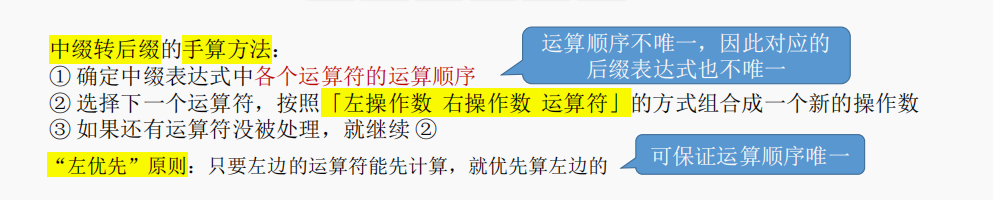 中缀转后缀的手算方法：
① 确定中缀表达式中各个运算符的运算顺序
运算顺序不唯一，因此对应的
后缀表达式也不唯一
② 选择下一个运算符，按照「左操作数 右操作数 运算符」的方式组合成一个新的操作数
③ 如果还有运算符没被处理，就继续 ②
“左优先”原则：只要左边的运算符能先计算，就优先算左边的
可保证运算顺序唯一